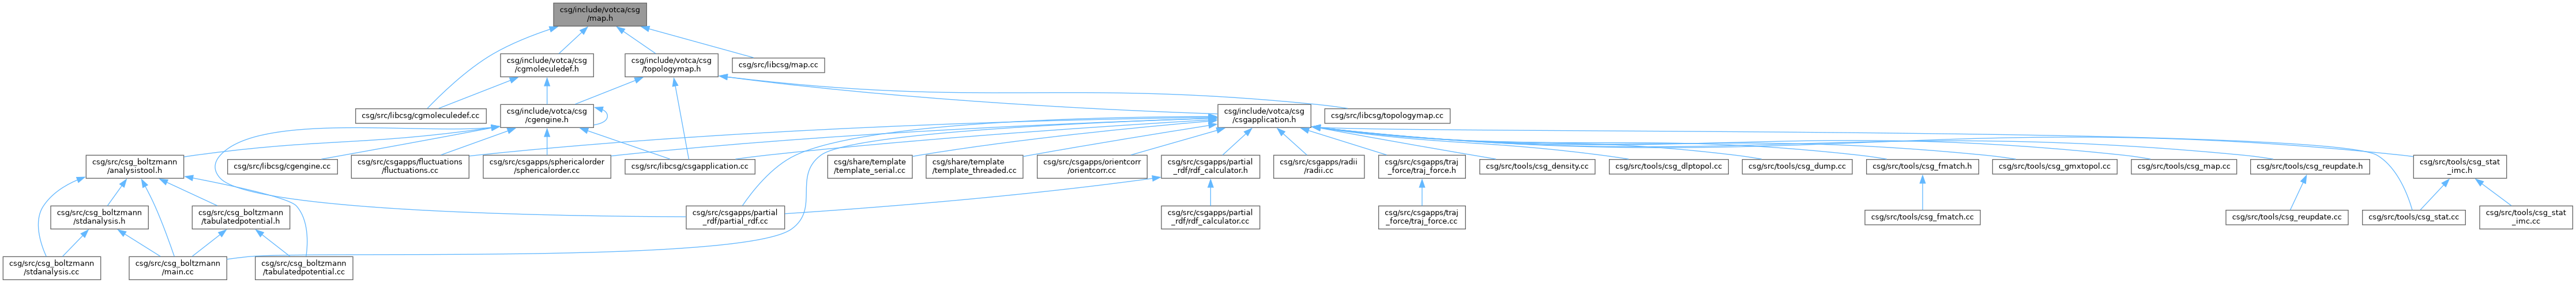 csg/include/votca/csg
/map.h
csg/include/votca/csg
/cgmoleculedef.h
csg/include/votca/csg
/topologymap.h
csg/src/libcsg/map.cc
csg/src/libcsg/cgmoleculedef.cc
csg/include/votca/csg
/cgengine.h
csg/include/votca/csg
/csgapplication.h
csg/src/libcsg/topologymap.cc
csg/src/csg_boltzmann
/analysistool.h
csg/src/libcsg/cgengine.cc
csg/src/csgapps/fluctuations
/fluctuations.cc
csg/src/csgapps/sphericalorder
/sphericalorder.cc
csg/src/libcsg/csgapplication.cc
csg/share/template
/template_serial.cc
csg/share/template
/template_threaded.cc
csg/src/csgapps/orientcorr
/orientcorr.cc
csg/src/csgapps/partial
_rdf/rdf_calculator.h
csg/src/csgapps/radii
/radii.cc
csg/src/csgapps/traj
_force/traj_force.h
csg/src/tools/csg_density.cc
csg/src/tools/csg_dlptopol.cc
csg/src/tools/csg_dump.cc
csg/src/tools/csg_fmatch.h
csg/src/tools/csg_gmxtopol.cc
csg/src/tools/csg_map.cc
csg/src/tools/csg_reupdate.h
csg/src/tools/csg_stat
_imc.h
csg/src/csg_boltzmann
/stdanalysis.h
csg/src/csg_boltzmann
/tabulatedpotential.h
csg/src/csgapps/partial
_rdf/partial_rdf.cc
csg/src/csgapps/partial
_rdf/rdf_calculator.cc
csg/src/csgapps/traj
_force/traj_force.cc
csg/src/tools/csg_fmatch.cc
csg/src/tools/csg_reupdate.cc
csg/src/tools/csg_stat.cc
csg/src/tools/csg_stat
_imc.cc
csg/src/csg_boltzmann
/stdanalysis.cc
csg/src/csg_boltzmann
/main.cc
csg/src/csg_boltzmann
/tabulatedpotential.cc